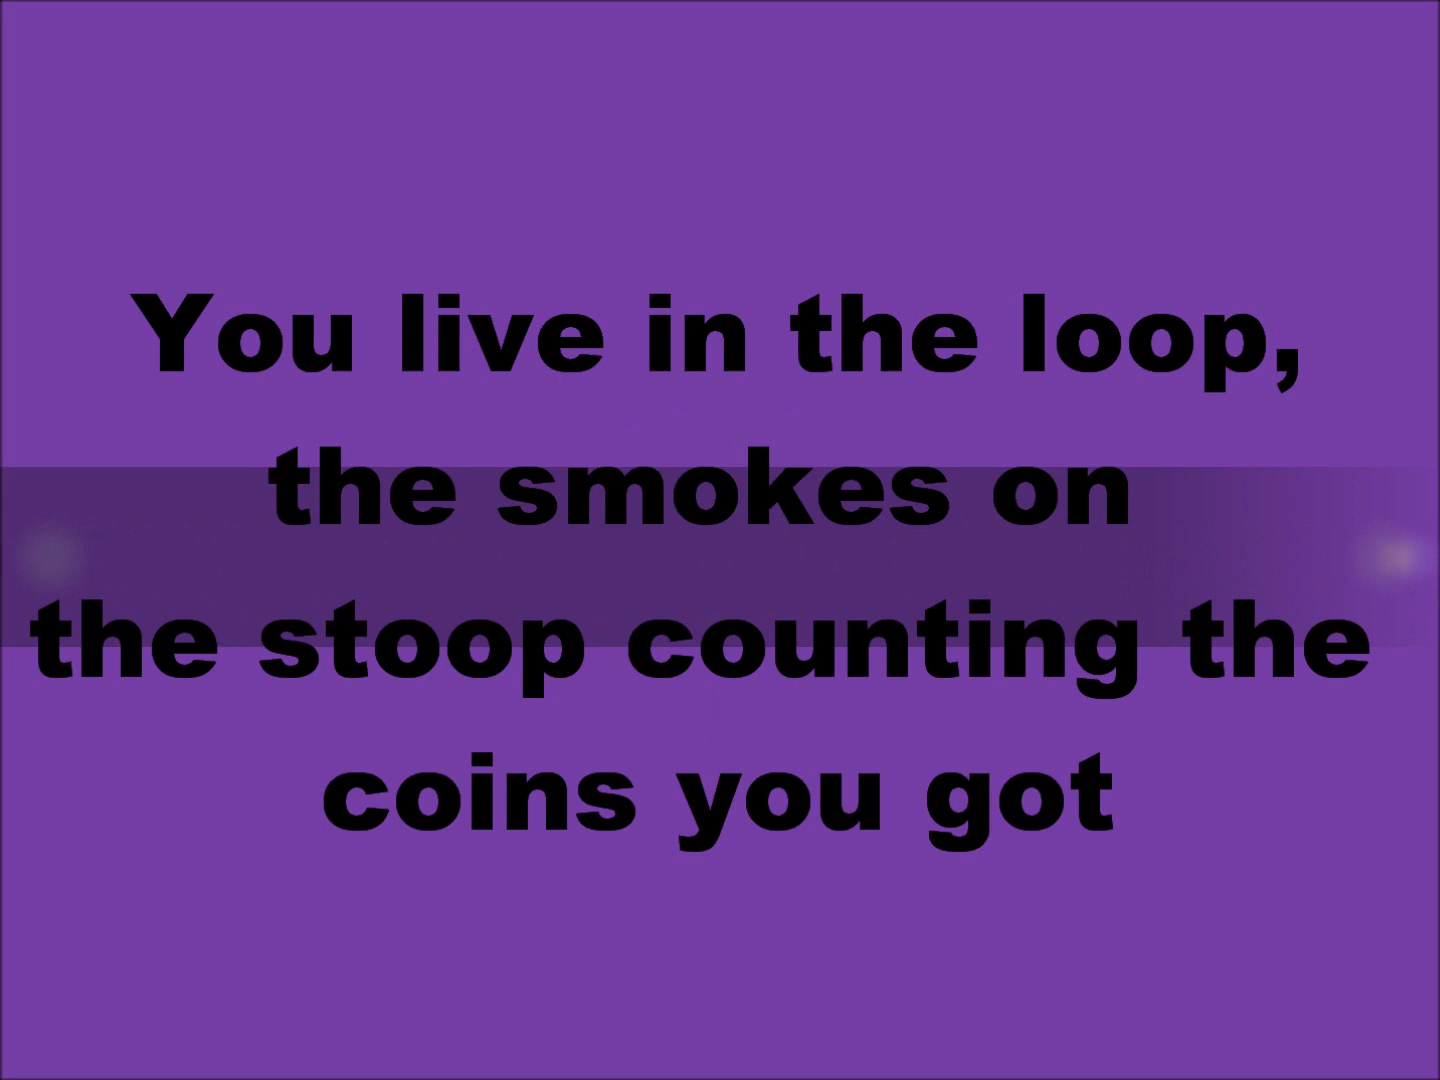 You live in the loop,
the smokes on
the stoop counting the
coins you got